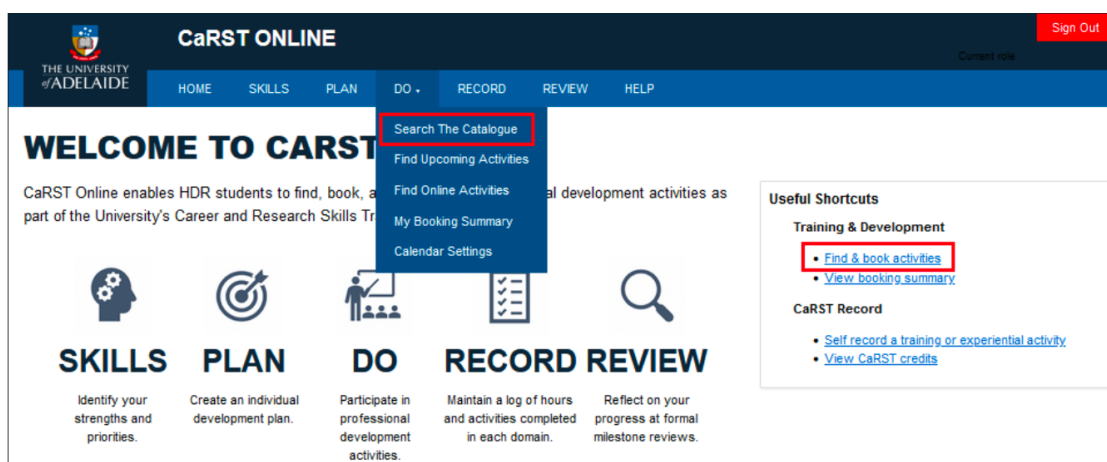 CaRST ONLINE
Sign Out
Current role
THE UNIVERSITY
of ADELAIDE
HOME SKILLS PLAN DO RECORD REVIEW HELP
Search The Catalogue
Find Upcoming Activities
Find Online Activities
My Booking Summary
Calendar Settings
WELCOME TO CARST
CaRST Online enables HDR students to find, book, a al development activities as
part of the University's Career and Research Skills Tr
SKILLS
Identify your
strengths and
priorities.
PLAN
Create an individual
development plan.
DO
Participate in
professional
development
activities.
RECORD
Maintain a log of hours
and activities completed
in each domain.
REVIEW
Reflect on your
progress at formal
milestone reviews.
Useful Shortcuts
Training & Development
Find & book activities
View booking summary
CaRST Record
Self record a training or experiential activity
View CaRST credits